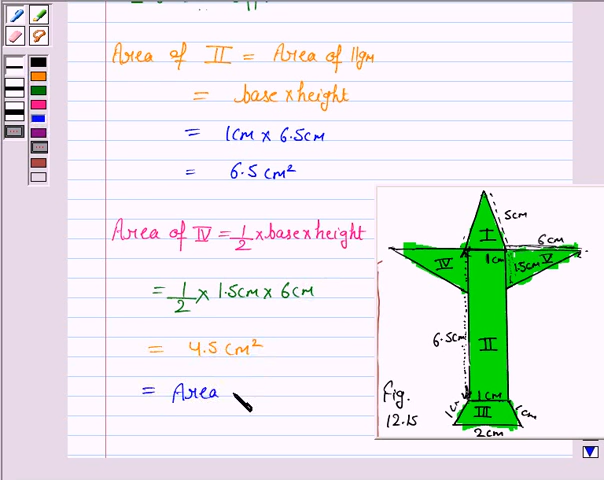 Area of II = Area of ||gm
= base x height
= 1cm x 6.5cm
= 6.5 cm²
Area of IV = 1/2 x base x height
= 1/2 x 1.5cm x 6cm
= 4.5 cm²
= Area
5cm
I
6cm
1cm
IV
1.5cm
V
6.5cm
II
1cm
III
1cm
2cm
Fig.
12.15